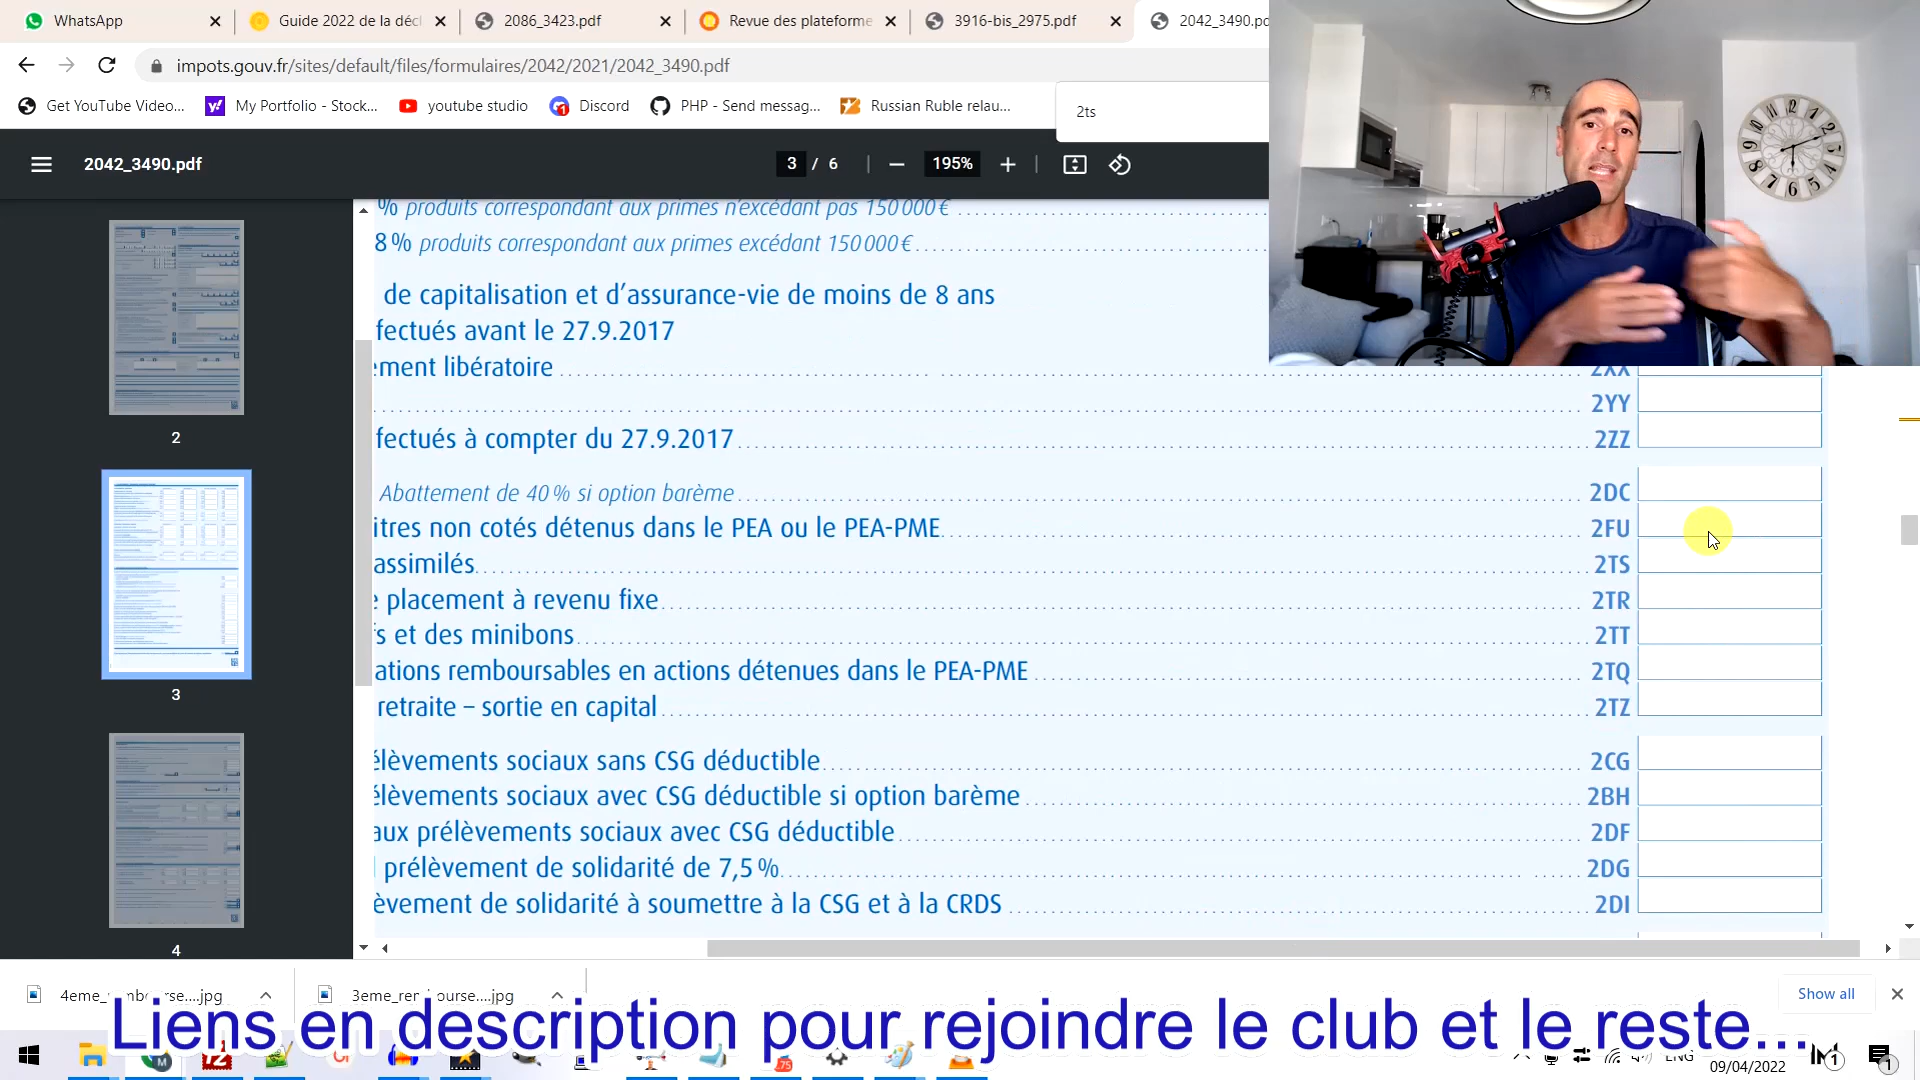 WhatsApp
Guide 2022 de la décl
2086_3423.pdf
Revue des plateforme
3916-bis_2975.pdf
2042_3490.pd
impots.gouv.fr/sites/default/files/formulaires/2042/2021/2042_3490.pdf
Get YouTube Video...
My Portfolio - Stock...
youtube studio
Discord
PHP - Send messag...
Russian Ruble relau...
2ts
2042_3490.pdf
3 / 6
195%
% produits correspondant aux primes n'excédant pas 150 000 €
8 % produits correspondant aux primes excédant 150 000 €
de capitalisation et d'assurance-vie de moins de 8 ans
fectués avant le 27.9.2017
ement libératoire 2XX
2YY
fectués à compter du 27.9.2017 2ZZ
Abattement de 40 % si option barème 2DC
itres non cotés détenus dans le PEA ou le PEA-PME 2FU
assimilés 2TS
e placement à revenu fixe 2TR
fs et des minibons 2TT
ations remboursables en actions détenues dans le PEA-PME 2TQ
retraite – sortie en capital 2TZ
élèvements sociaux sans CSG déductible 2CG
élèvements sociaux avec CSG déductible si option barème 2BH
aux prélèvements sociaux avec CSG déductible 2DF
prélèvement de solidarité de 7,5 % 2DG
èvement de solidarité à soumettre à la CSG et à la CRDS 2DI
2
3
4
Show all
Liens en description pour rejoindre le club et le reste...
ENG
09/04/2022